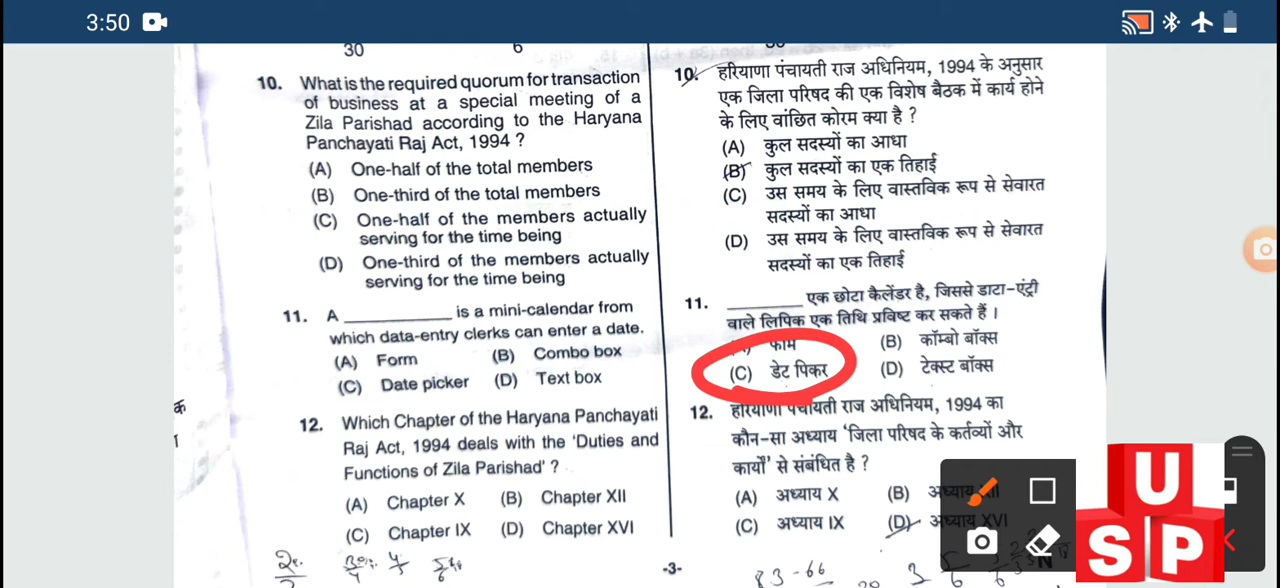 3:50
30
6
10. What is the required quorum for transaction
of business at a special meeting of a
Zila Parishad according to the Haryana
Panchayati Raj Act, 1994 ?
(A) One-half of the total members
(B) One-third of the total members
(C) One-half of the members actually
serving for the time being
(D) One-third of the members actually
serving for the time being
11. A __________ is a mini-calendar from
which data-entry clerks can enter a date.
(A) Form (B) Combo box
(C) Date picker (D) Text box
12. Which Chapter of the Haryana Panchayati
Raj Act, 1994 deals with the 'Duties and
Functions of Zila Parishad' ?
(A) Chapter X (B) Chapter XII
(C) Chapter IX (D) Chapter XVI
10. हरियाणा पंचायती राज अधिनियम, 1994 के अनुसार
एक जिला परिषद की एक विशेष बैठक में कार्य होने
के लिए वांछित कोरम क्या है ?
(A) कुल सदस्यों का आधा
(B) कुल सदस्यों का एक तिहाई
(C) उस समय के लिए वास्तविक रूप से सेवारत
सदस्यों का आधा
(D) उस समय के लिए वास्तविक रूप से सेवारत
सदस्यों का एक तिहाई
11. ________ एक छोटा कैलेंडर है, जिससे डाटा-एंट्री
वाले लिपिक एक तिथि प्रविष्ट कर सकते हैं ।
फॉर्म (B) कॉम्बो बॉक्स
(C) डेट पिकर (D) टेक्स्ट बॉक्स
12. हरियाणा पंचायती राज अधिनियम, 1994 का
कौन-सा अध्याय 'जिला परिषद के कर्तव्यों और
कार्यों' से संबंधित है ?
(A) अध्याय X (B) अध्याय
(C) अध्याय IX (D) अध्याय XVI
-3-
83-66
U
S P